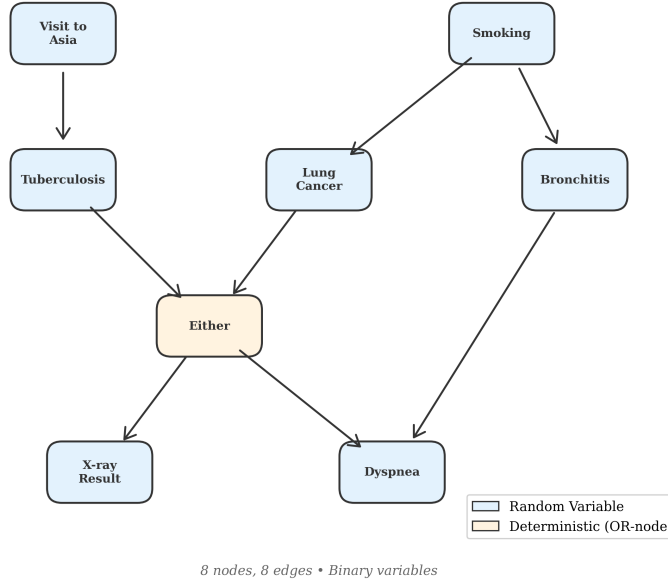 Visit to
Asia
Smoking
Tuberculosis
Lung
Cancer
Bronchitis
Either
X-ray
Result
Dyspnea
Random Variable
Deterministic (OR-node
8 nodes, 8 edges • Binary variables